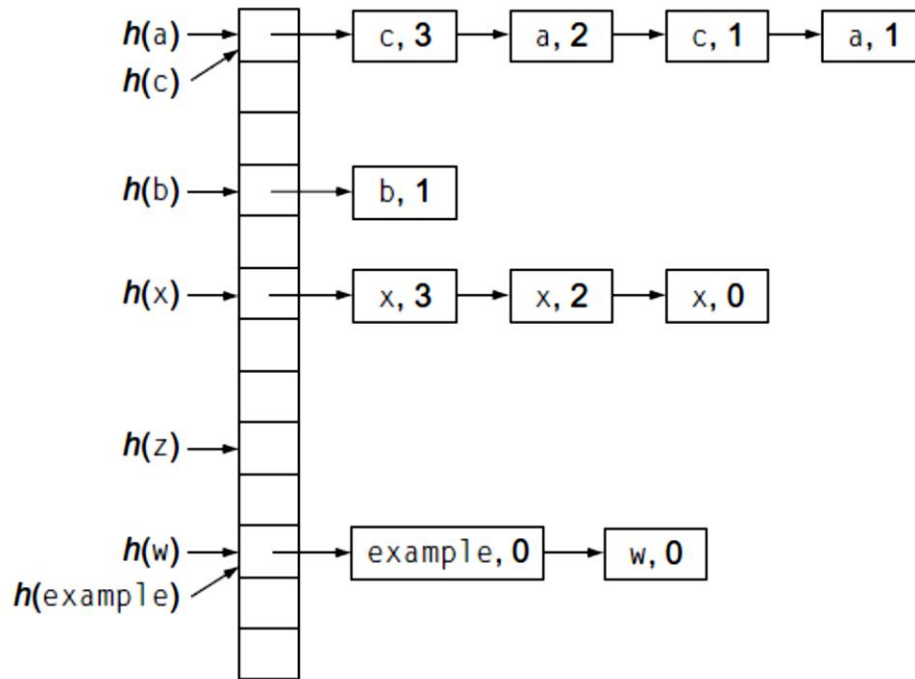 h(a) c, 3 a, 2 c, 1 a, 1
h(c)
h(b) b, 1
h(x) x, 3 x, 2 x, 0
h(z)
h(w) example, 0 w, 0
h(example)